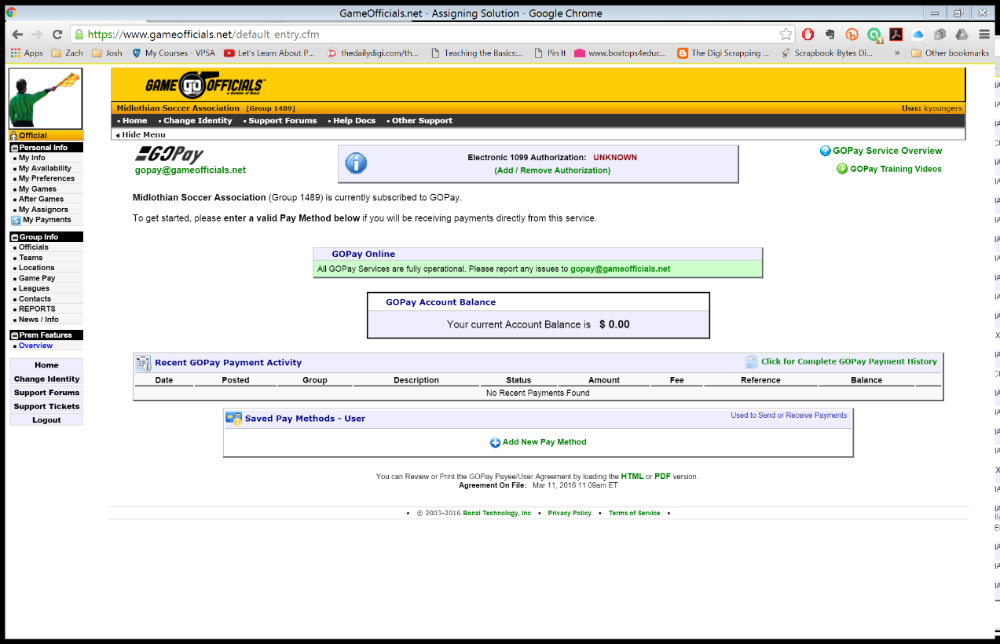 GameOfficials.net - Assigning Solution - Google Chrome
https://www.gameofficials.net/default_entry.cfm
Apps Zach Josh My Courses - VPSA Let's Learn About P... thedailydigi.com/th... Teaching the Basics:... Pin It www.boxtops4educ... The Digi Scrapping ... Scrapbook-Bytes Di... » Other bookmarks
GAME GO OFFICIALS™
Midlothian Soccer Association [Group 1489] USER: kyoungers
• Home • Change Identity • Support Forums • Help Docs • Other Support
Hide Menu
Official
Personal Info
My Info
My Availability
My Preferences
My Games
After Games
My Assignors
My Payments
Group Info
Officials
Teams
Locations
Game Pay
Leagues
Contacts
REPORTS
News / Info
Prem Features
Overview
Home
Change Identity
Support Forums
Support Tickets
Logout
GOPay
gopay@gameofficials.net
Electronic 1099 Authorization: UNKNOWN
(Add / Remove Authorization)
GOPay Service Overview
GOPay Training Videos
Midlothian Soccer Association (Group 1489) is currently subscribed to GOPay.
To get started, please enter a valid Pay Method below if you will be receiving payments directly from this service.
GOPay Online
All GOPay Services are fully operational. Please report any issues to gopay@gameofficials.net
GOPay Account Balance
Your current Account Balance is $ 0.00
Recent GOPay Payment Activity Click for Complete GOPay Payment History
Date Posted Group Description Status Amount Fee Reference Balance
No Recent Payments Found
Saved Pay Methods - User Used to Send or Receive Payments
Add New Pay Method
You can Review or Print the GOPay Payee/User Agreement by loading the HTML or PDF version.
Agreement On File: Mar 11, 2016 11:09am ET
• © 2003-2016 Bonzi Technology, Inc • Privacy Policy • Terms of Service •